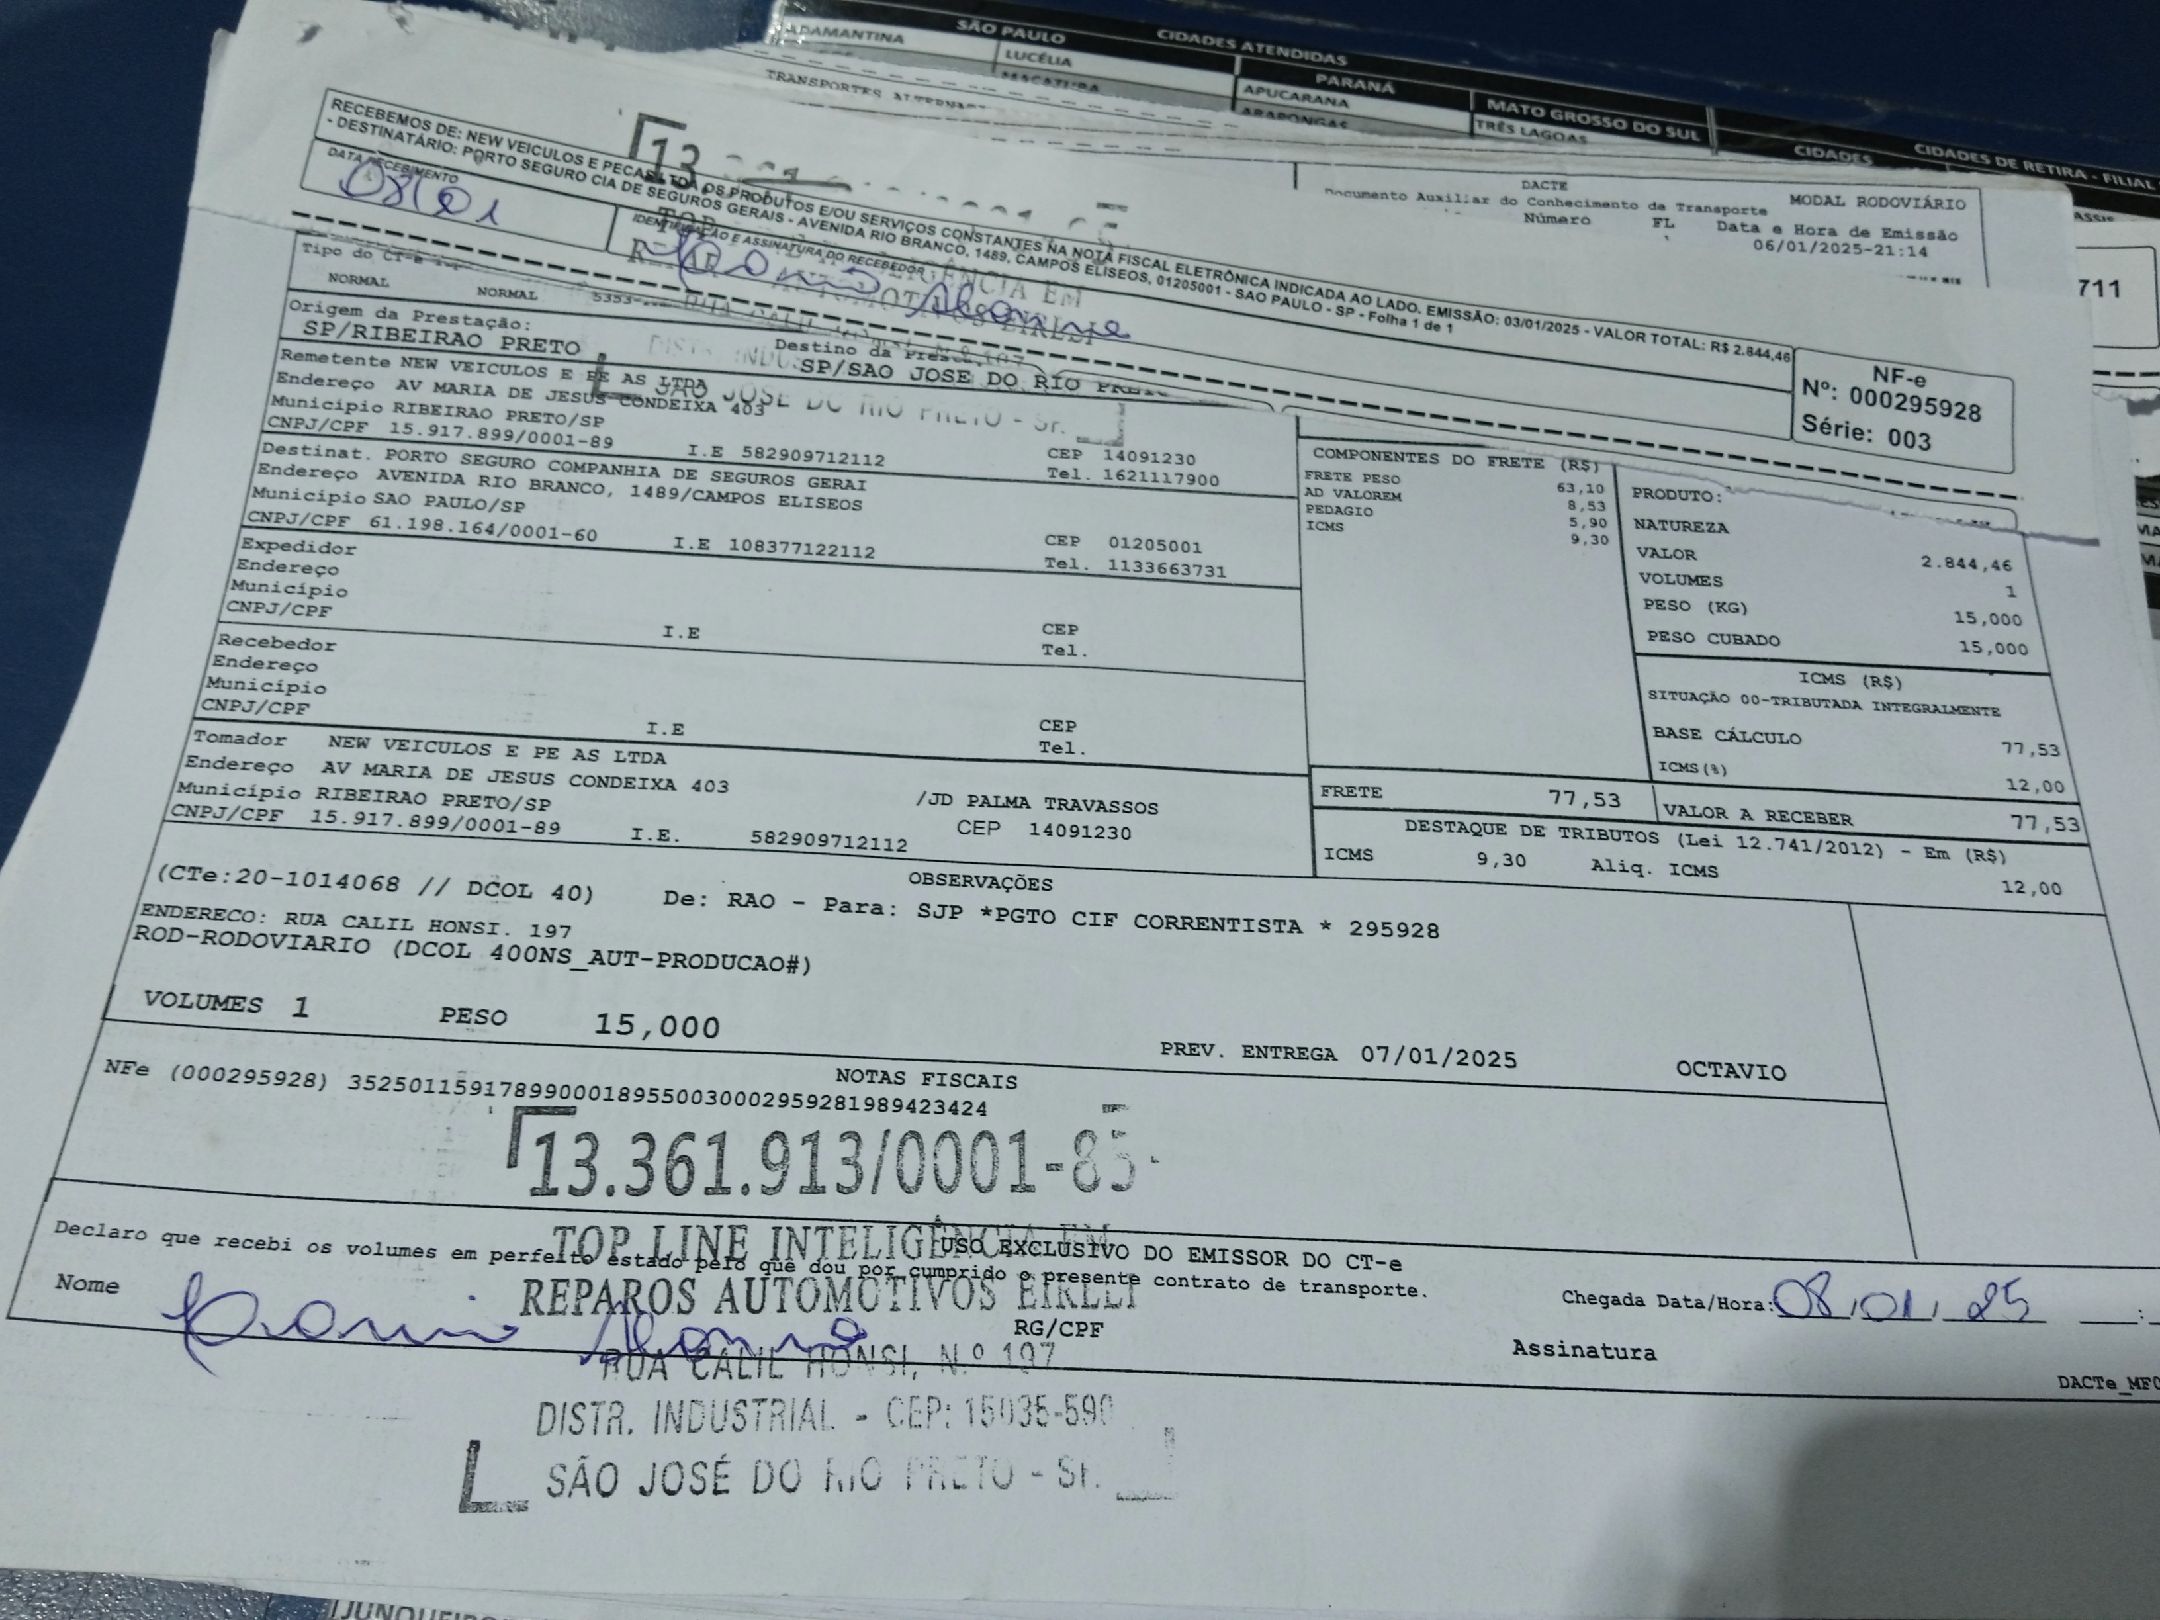 SÃO PAULO
CIDADES ATENDIDAS
ADAMANTINA
LUCÉLIA
PARANÁ
APUCARANA
ARAPONGAS
MATO GROSSO DO SUL
TRÊS LAGOAS
CIDADES
CIDADES DE RETIRA - FILIAL
711
DACTE
MODAL RODOVIÁRIO
Documento Auxiliar do Conhecimento de Transporte
Número FL Data e Hora de Emissão
06/01/2025-21:14
RECEBEMOS DE: NEW VEICULOS E PECAS LTDA OS PRODUTOS E/OU SERVIÇOS CONSTANTES NA NOTA FISCAL ELETRÔNICA INDICADA AO LADO. EMISSÃO: 03/01/2025 - VALOR TOTAL: R$ 2.844,46
- DESTINATÁRIO: PORTO SEGURO CIA DE SEGUROS GERAIS - AVENIDA RIO BRANCO, 1489, CAMPOS ELISEOS, 01205001 - SAO PAULO - SP - Folha 1 de 1
DATA RECEBIMENTO
08/01
IDENTIFICAÇÃO E ASSINATURA DO RECEBEDOR
NF-e
Nº: 000295928
Série: 003
Tipo do CT-e
NORMAL NORMAL
Origem da Prestação:
SP/RIBEIRAO PRETO
SP/SAO JOSE DO RIO PRETO
Remetente NEW VEICULOS E PE AS LTDA
Endereço AV MARIA DE JESUS CONDEIXA 403
Município RIBEIRAO PRETO/SP
CNPJ/CPF 15.917.899/0001-89 I.E 582909712112
CEP 14091230
Tel. 1621117900
Destinat. PORTO SEGURO COMPANHIA DE SEGUROS GERAI
Endereço AVENIDA RIO BRANCO, 1489/CAMPOS ELISEOS
Município SAO PAULO/SP
CNPJ/CPF 61.198.164/0001-60 I.E 108377122112
CEP 01205001
Tel. 1133663731
Expedidor
Endereço
Município
CNPJ/CPF I.E
CEP
Tel.
Recebedor
Endereço
Município
CNPJ/CPF I.E
CEP
Tel.
Tomador NEW VEICULOS E PE AS LTDA
Endereço AV MARIA DE JESUS CONDEIXA 403 /JD PALMA TRAVASSOS
Município RIBEIRAO PRETO/SP CEP 14091230
CNPJ/CPF 15.917.899/0001-89 I.E. 582909712112
COMPONENTES DO FRETE (R$)
FRETE PESO 63,10
AD VALOREM 8,53
PEDAGIO 5,90
ICMS 9,30
PRODUTO:
NATUREZA
VALOR 2.844,46
VOLUMES 1
PESO (KG) 15,000
PESO CUBADO 15,000
ICMS (R$)
SITUAÇÃO 00-TRIBUTADA INTEGRALMENTE
BASE CÁLCULO 77,53
ICMS(%) 12,00
FRETE 77,53
VALOR A RECEBER 77,53
DESTAQUE DE TRIBUTOS (Lei 12.741/2012) - Em (R$)
ICMS 9,30 Aliq. ICMS 12,00
OBSERVAÇÕES
(CTe:20-1014068 // DCOL 40) De: RAO - Para: SJP *PGTO CIF CORRENTISTA * 295928
ENDERECO: RUA CALIL HONSI. 197
ROD-RODOVIARIO (DCOL 400NS_AUT-PRODUCAO#)
VOLUMES 1 PESO 15,000
PREV. ENTREGA 07/01/2025 OCTAVIO
NOTAS FISCAIS
NFe (000295928) 35250115917899000189550030002959281989423424
13.361.913/0001-85
TOP LINE INTELIGÊNCIA EM
REPAROS AUTOMOTIVOS EIRELI
RUA CALIL HONSI, N.º 197
DISTR. INDUSTRIAL - CEP: 15035-590
SÃO JOSÉ DO RIO PRETO - SP.
USO EXCLUSIVO DO EMISSOR DO CT-e
Declaro que recebi os volumes em perfeito estado pelo que dou por cumprido o presente contrato de transporte.
Nome
RG/CPF
Chegada Data/Hora: 08/01/25
Assinatura